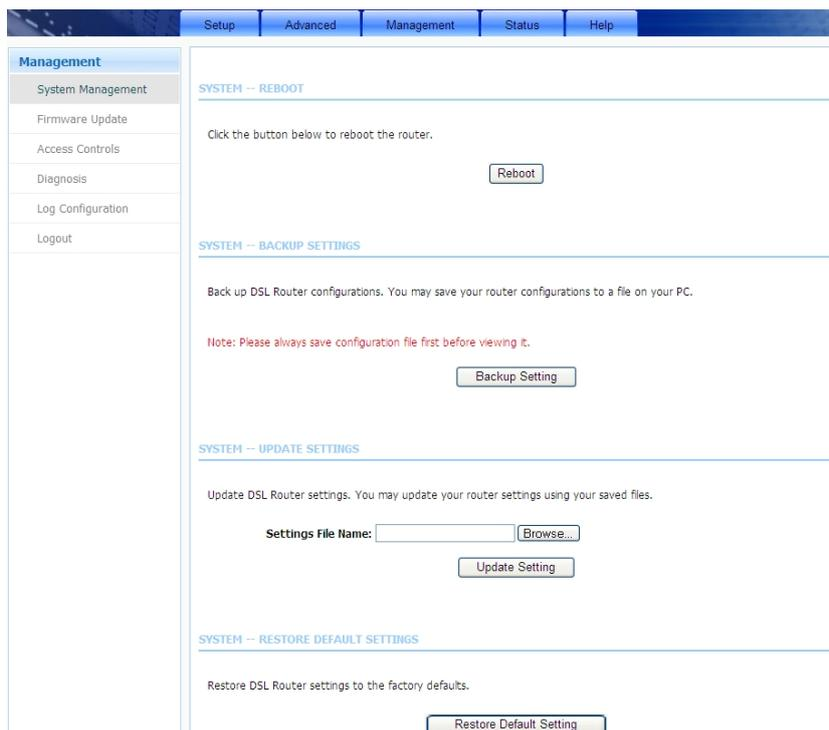 Setup Advanced Management Status Help
Management
System Management
Firmware Update
Access Controls
Diagnosis
Log Configuration
Logout
SYSTEM -- REBOOT
Click the button below to reboot the router.
Reboot
SYSTEM -- BACKUP SETTINGS
Back up DSL Router configurations. You may save your router configurations to a file on your PC.
Note: Please always save configuration file first before viewing it.
Backup Setting
SYSTEM -- UPDATE SETTINGS
Update DSL Router settings. You may update your router settings using your saved files.
Settings File Name: Browse...
Update Setting
SYSTEM -- RESTORE DEFAULT SETTINGS
Restore DSL Router settings to the factory defaults.
Restore Default Setting